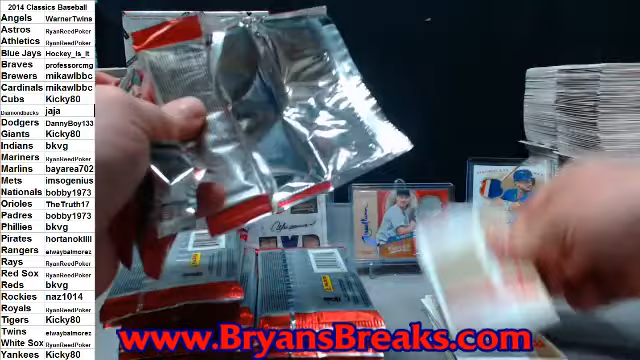 2014 Classics Baseball
Angels WarnerTwins
Astros RyanReedPoker
Athletics RyanReedPoker
Blue Jays Hockey_Is_It
Braves professorcmg
Brewers mikawlbbc
Cardinals mikawlbbc
Cubs Kicky80
Diamondbacks jaja
Dodgers DannyBoy133
Giants Kicky80
Indians bkvg
Mariners RyanReedPoker
Marlins bayarea702
Mets imsogenius
Nationals bobby1973
Orioles TheTruth17
Padres bobby1973
Phillies bkvg
Pirates
Rangers elwaybalmorez
Rays RyanReedPoker
Red Sox RyanReedPoker
Reds bkvg
Rockies naz1014
Royals RyanReedPoker
Tigers Kicky80
Twins elwaybalmorez
White Sox RyanReedPoker
Yankees Kicky80
www.BryansBreaks.com